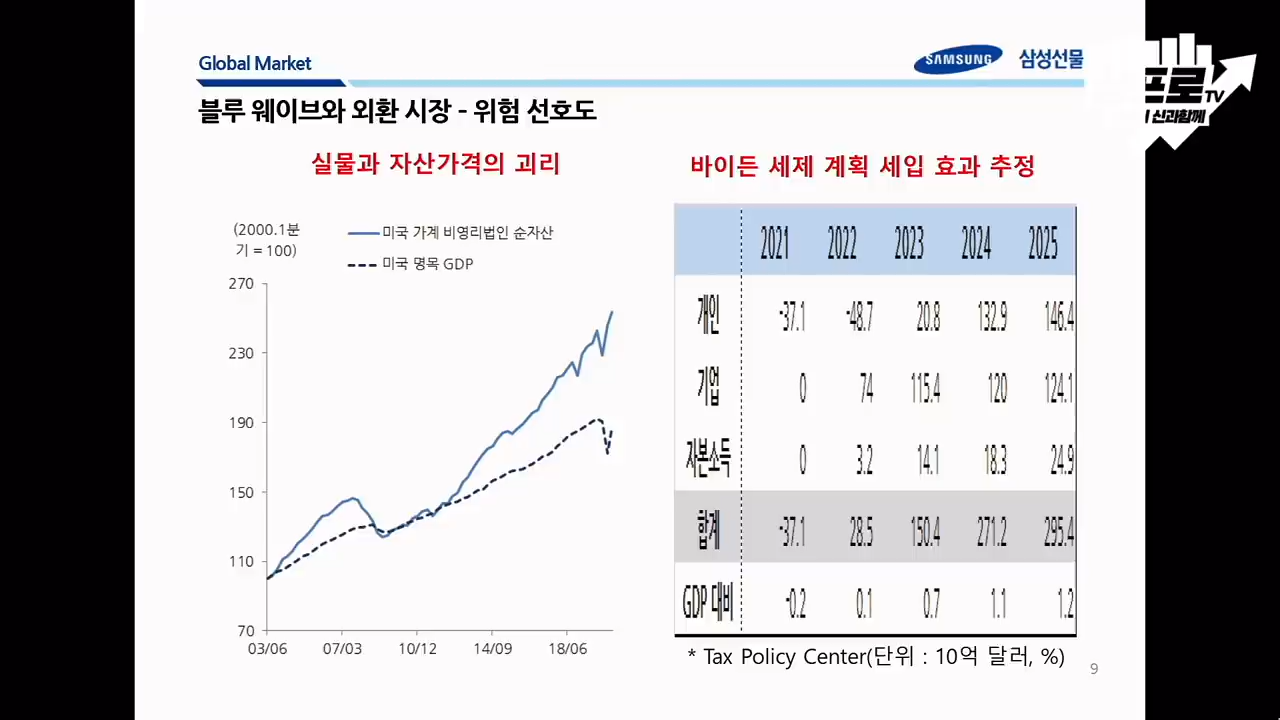 Global Market
SAMSUNG 삼성선물
프로TV
신과함께
블루 웨이브와 외환 시장 - 위험 선호도
실물과 자산가격의 괴리
(2000.1분
기 = 100)
미국 가계 비영리법인 순자산
미국 명목 GDP
270
230
190
150
110
70
03/06 07/03 10/12 14/09 18/06
바이든 세제 계획 세입 효과 추정
2021 2022 2023 2024 2025
개인 -37.1 -48.7 20.8 132.9 146.4
기업 0 74 115.4 120 124.1
자본소득 0 3.2 14.1 18.3 24.9
합계 -37.1 28.5 150.4 271.2 295.4
GDP 대비 -0.2 0.1 0.7 1.1 1.2
* Tax Policy Center(단위 : 10억 달러, %)
9